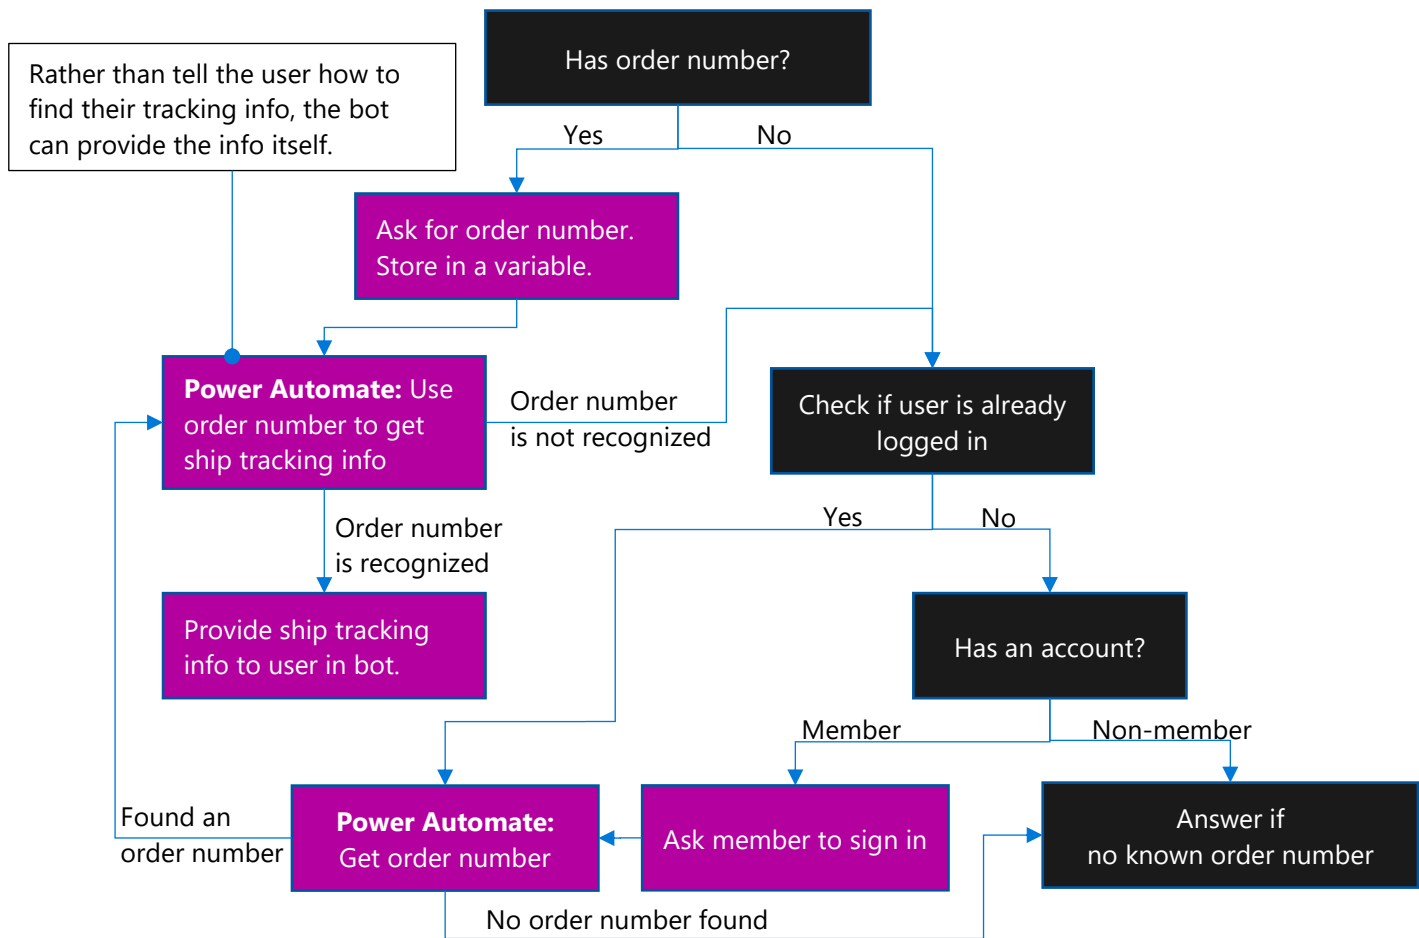 Has order number?
Rather than tell the user how to
find their tracking info, the bot
can provide the info itself.
Yes
No
Ask for order number.
Store in a variable.
Power Automate: Use
order number to get
ship tracking info
Order number
is not recognized
Check if user is already
logged in
Order number
is recognized
Yes
No
Provide ship tracking
info to user in bot.
Has an account?
Member
Non-member
Found an
order number
Power Automate:
Get order number
Ask member to sign in
Answer if
no known order number
No order number found